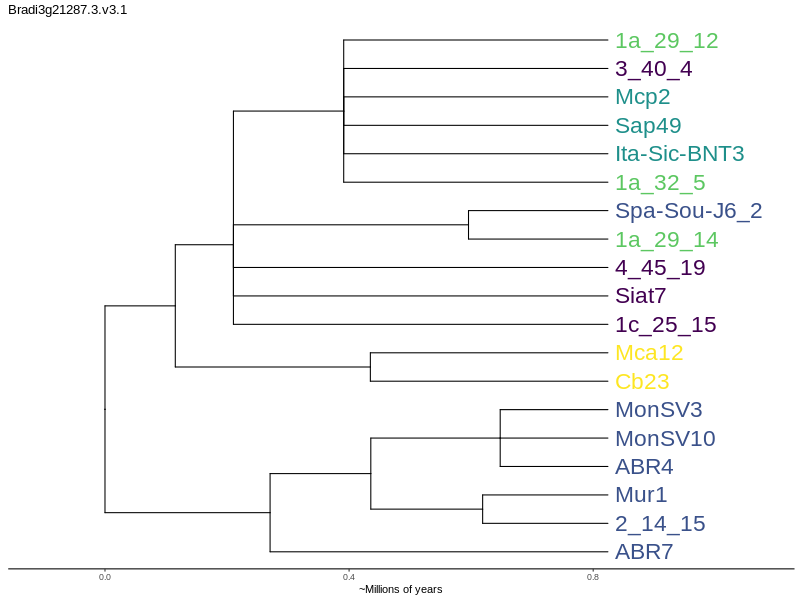 Bradi3g21287.3.v3.1
1a_29_12
3_40_4
Mcp2
Sap49
Ita-Sic-BNT3
1a_32_5
Spa-Sou-J6_2
1a_29_14
4_45_19
Siat7
1c_25_15
Mca12
Cb23
MonSV3
MonSV10
ABR4
Mur1
2_14_15
ABR7
0.0 0.4 0.8
~Millions of years